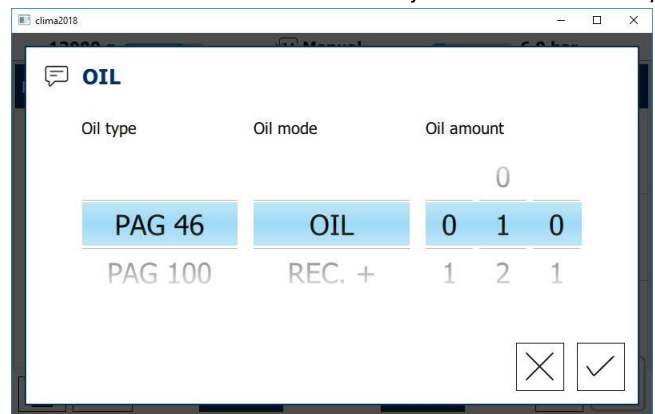 clima2018
OIL
Oil type Oil mode Oil amount
0
PAG 46 OIL 0 1 0
PAG 100 REC. + 1 2 1